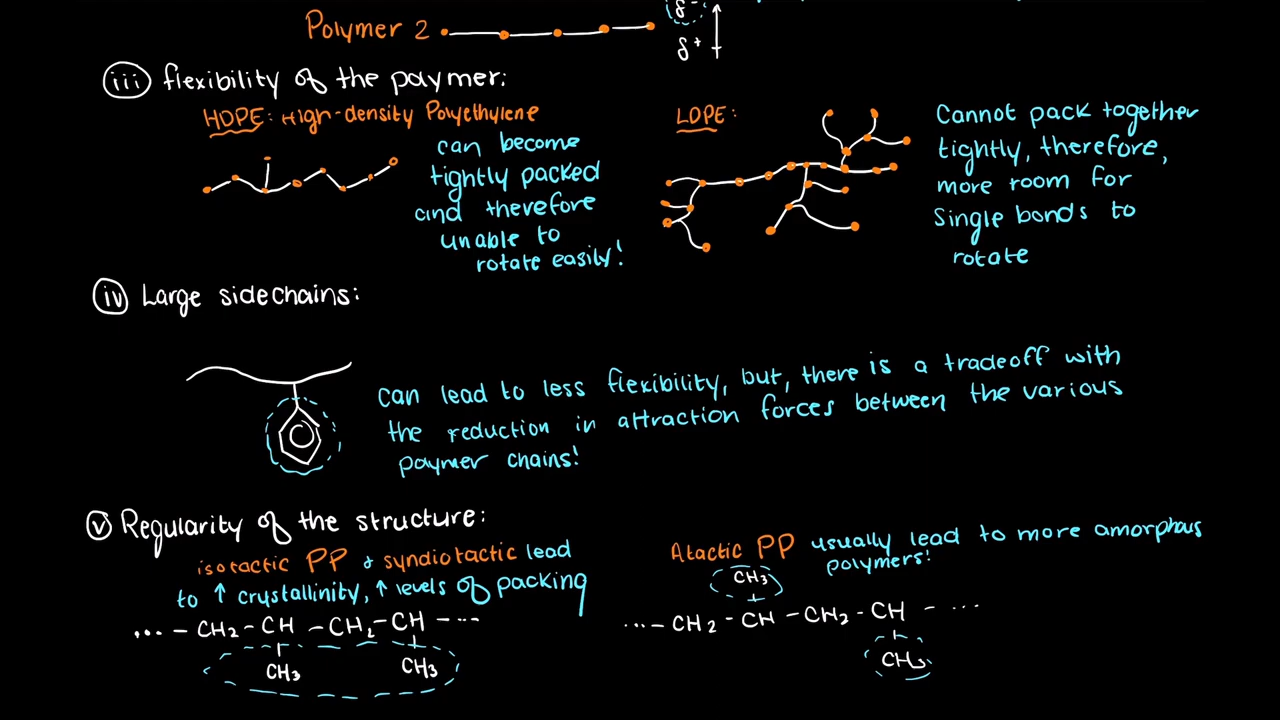 Polymer 2
δ-
δ+
iii flexibility of the polymer:
HDPE: High-density Polyethylene
can become
tightly packed
and therefore
unable to
rotate easily!
LDPE:
Cannot pack together
tightly, therefore,
more room for
single bonds to
rotate
iv Large sidechains:
can lead to less flexibility, but, there is a tradeoff with
the reduction in attraction forces between the various
polymer chains!
v Regularity of the structure:
isotactic PP & syndiotactic lead
to ↑ crystallinity, ↑ levels of packing
... - CH2 - CH - CH2 - CH - ...
CH3 CH3
Atactic PP usually lead to more amorphous
polymers!
CH3
... - CH2 - CH - CH2 - CH - ...
CH3